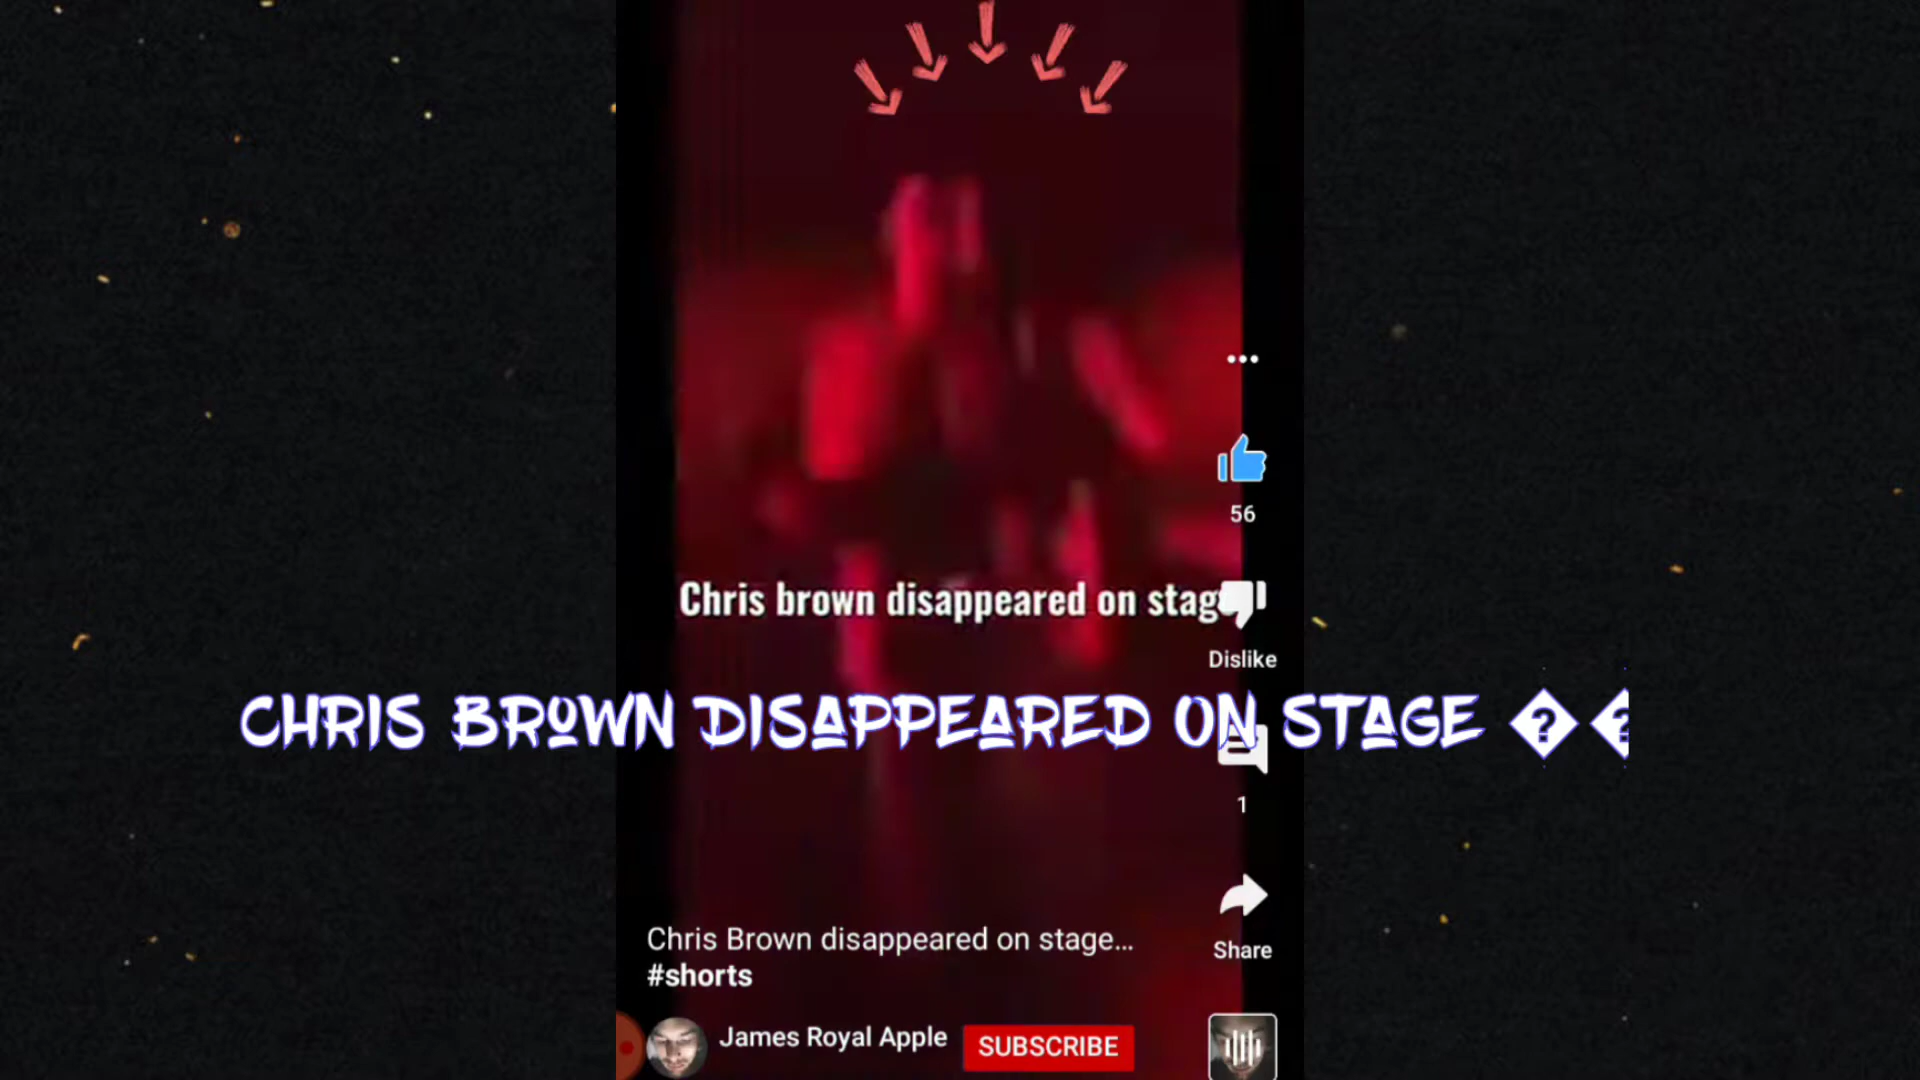 56
Chris brown disappeared on stage
Dislike
CHRIS BROWN DISAPPEARED ON STAGE ��
1
Chris Brown disappeared on stage...
#shorts
Share
James Royal Apple
SUBSCRIBE